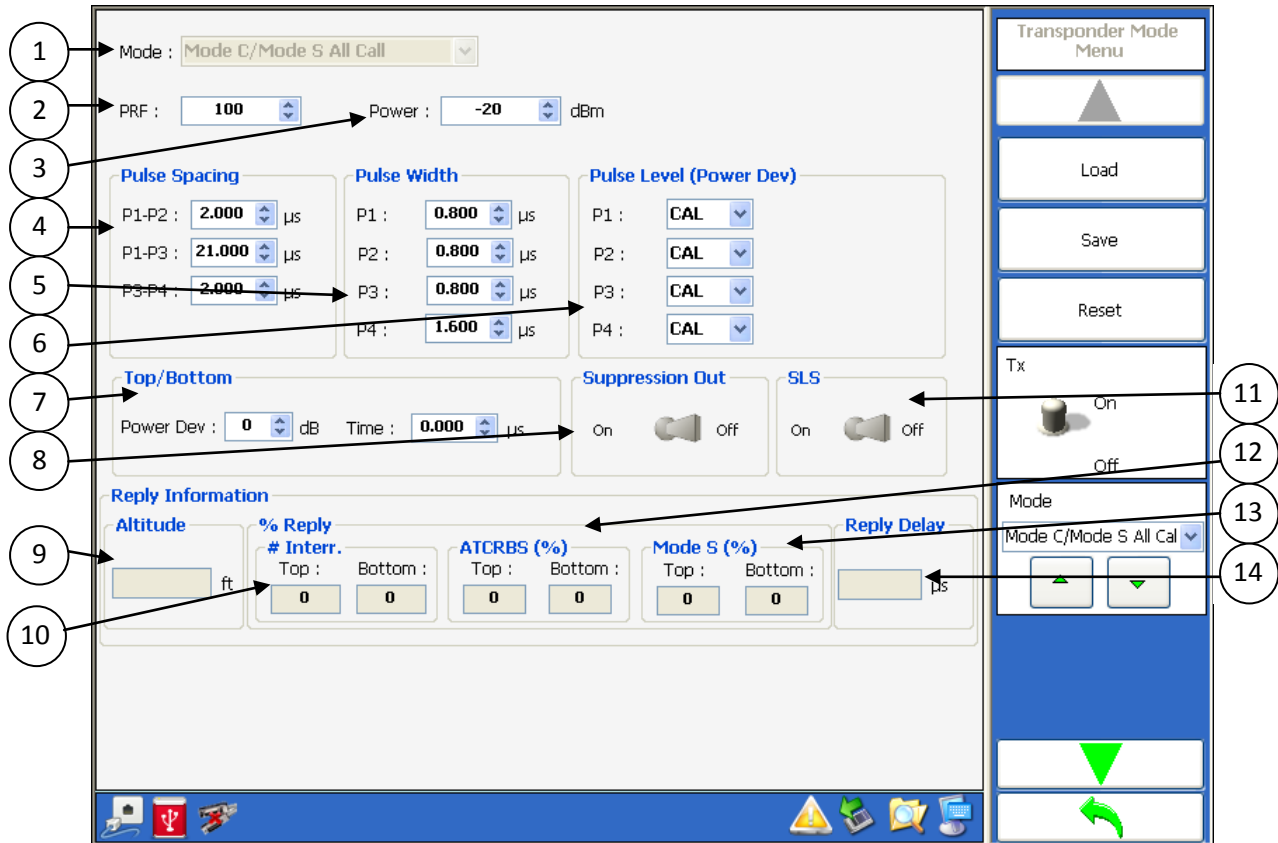 1
Mode : Mode C/Mode S All Call
2
PRF : 100 Power : -20 dBm
3
Pulse Spacing Pulse Width Pulse Level (Power Dev)
4
P1-P2 : 2.000 µs P1 : 0.800 µs P1 : CAL
P1-P3 : 21.000 µs P2 : 0.800 µs P2 : CAL
5
P3-P4 : 2.000 µs P3 : 0.800 µs P3 : CAL
6
P4 : 1.600 µs P4 : CAL
Top/Bottom Suppression Out SLS
7
Power Dev : 0 dB Time : 0.000 µs On Off On Off
8
Reply Information
Altitude % Reply Reply Delay
# Interr. ATCRBS (%) Mode S (%)
9
Top : Bottom : Top : Bottom : Top : Bottom :
ft 0 0 0 0 0 0 µs
10
Transponder Mode
Menu
Load
Save
Reset
Tx
On
Off
11
12
Mode
13
Mode C/Mode S All Cal
14